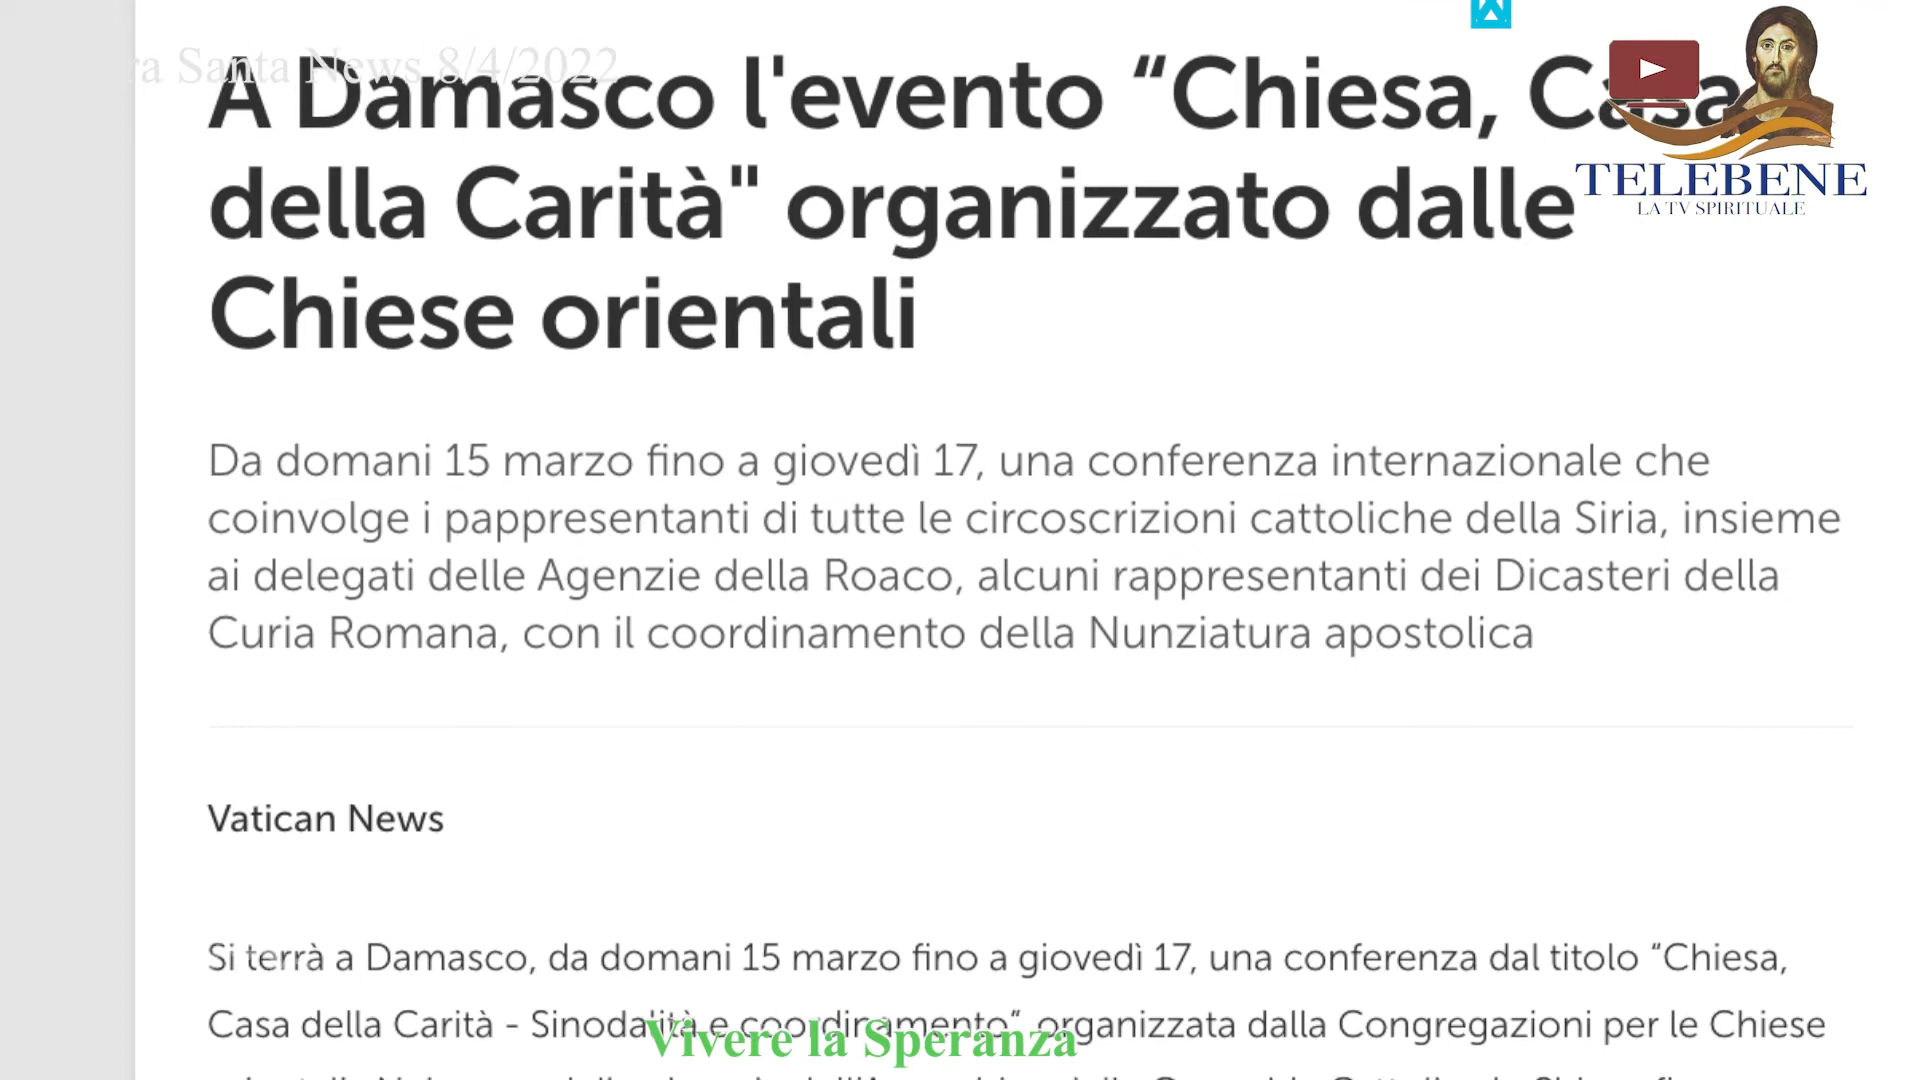 ra Santa News 8/4/2022
A Damasco l'evento “Chiesa, Casa
della Carità" organizzato dalle
Chiese orientali
TELEBENE
LA TV SPIRITUALE
Da domani 15 marzo fino a giovedì 17, una conferenza internazionale che
coinvolge i pappresentanti di tutte le circoscrizioni cattoliche della Siria, insieme
ai delegati delle Agenzie della Roaco, alcuni rappresentanti dei Dicasteri della
Curia Romana, con il coordinamento della Nunziatura apostolica
Vatican News
Si terrà a Damasco, da domani 15 marzo fino a giovedì 17, una conferenza dal titolo “Chiesa,
Casa della Carità - Sinodalità e coordinamento” organizzata dalla Congregazioni per le Chiese
Vivere la Speranza